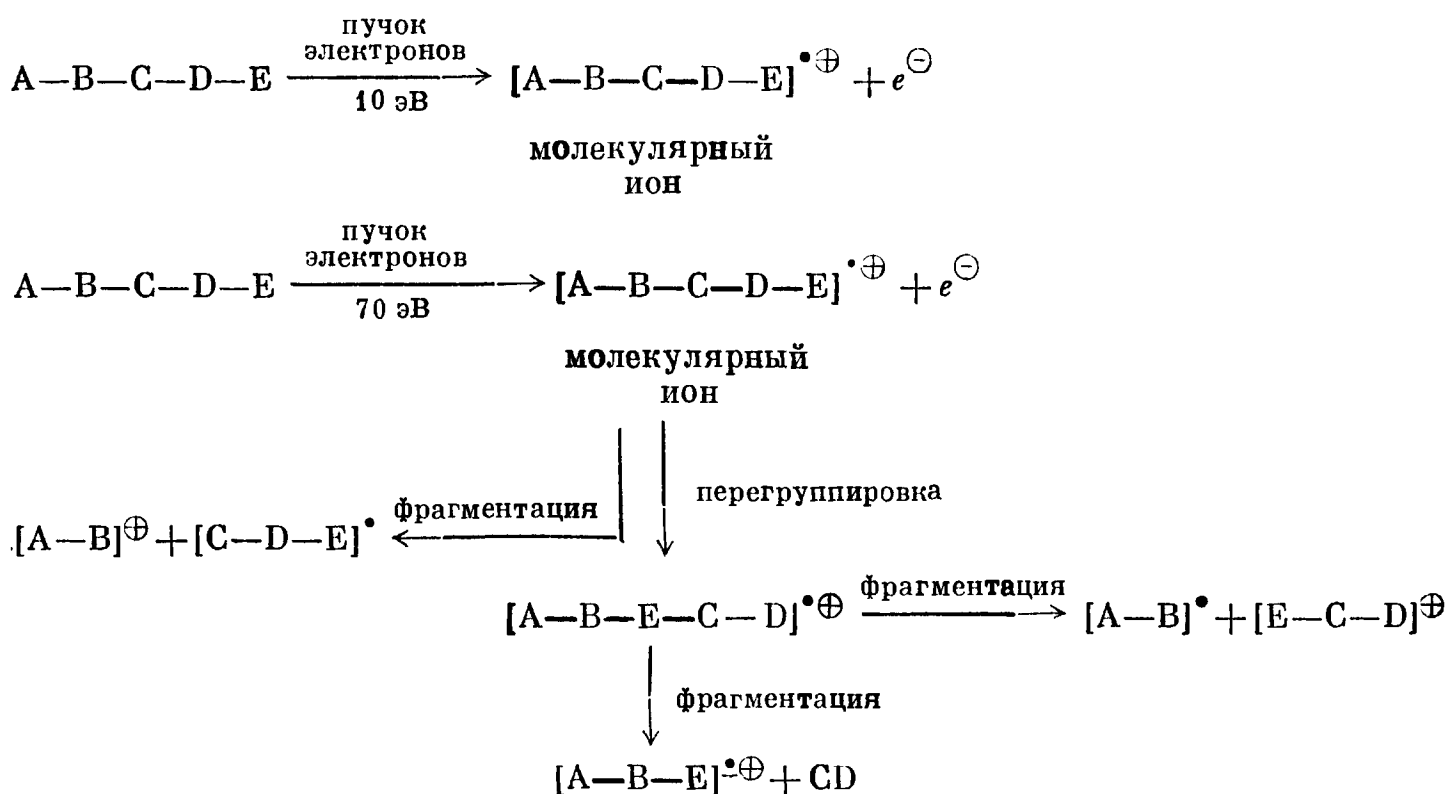 пучок
электронов
A—B—C—D—E → [A—B—C—D—E]•⊕ + e⊖
10 эВ
молекулярный
ион
пучок
электронов
A—B—C—D—E → [A—B—C—D—E]•⊕ + e⊖
70 эВ
молекулярный
ион
перегруппировка
[A—B]⊕ + [C—D—E]• ← фрагментация
[A—B—E—C—D]•⊕ фрагментация → [A—B]• + [E—C—D]⊕
фрагментация
[A—B—E]•⊕ + CD